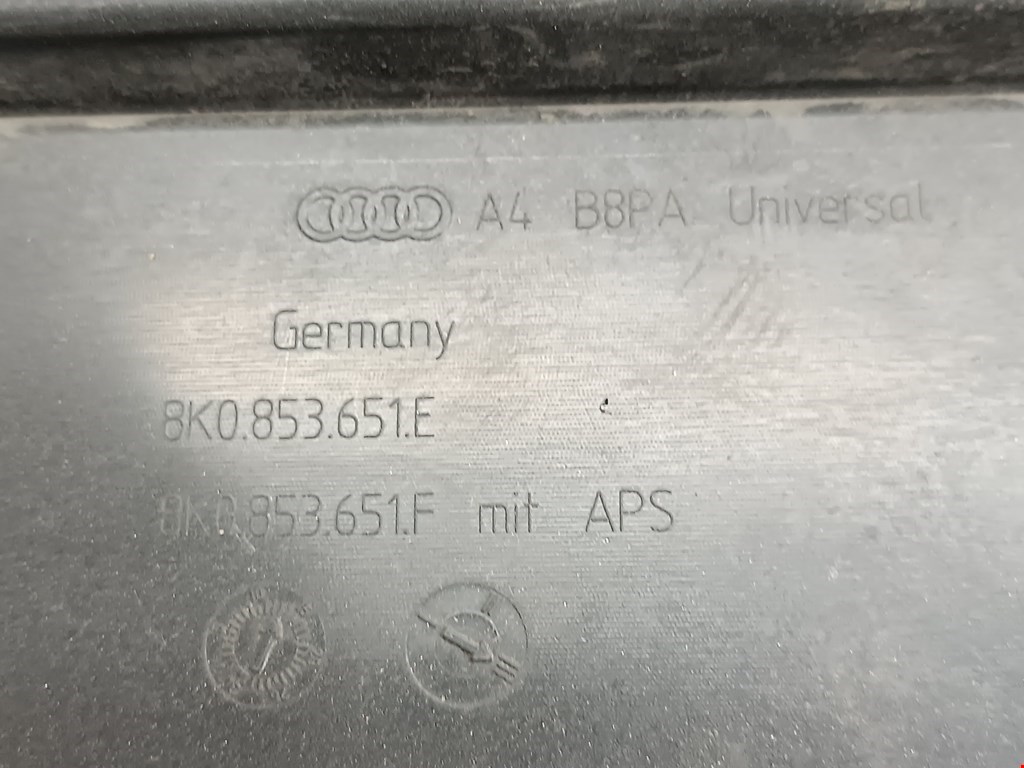 A4 B8PA Universal
Germany
8K0.853.651.E
8K0.853.651.F mit APS